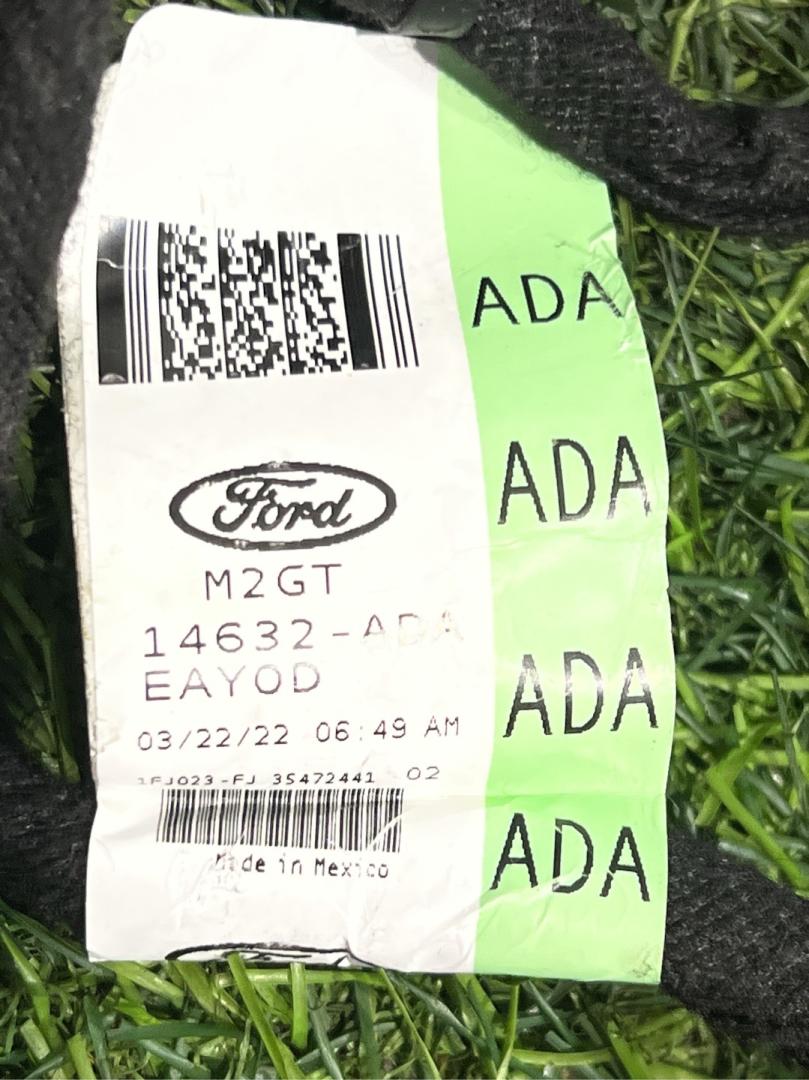 ADA
ADA
Ford
M2GT
14632-ADA
EAYOD
ADA
03/22/22 06:49 AM
1FJ023-FJ 35472441 02
ADA
Made in Mexico